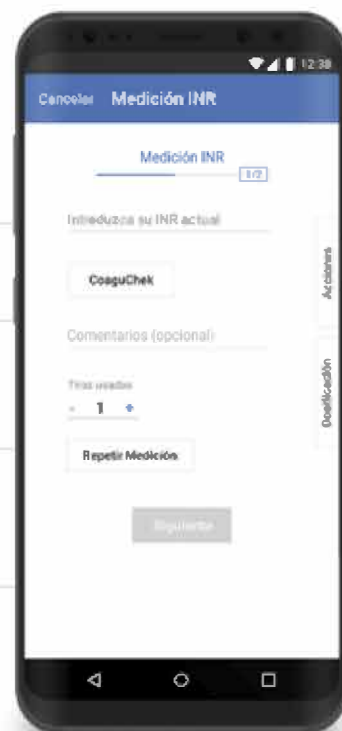 12:38
Cancelar Medición INR
Medición INR
1/2
Introduzca su INR actual
CoaguChek
Comentarios (opcional)
Tiras usadas
- 1 +
Repetir Medición
Siguiente
Acciones
Dosificación